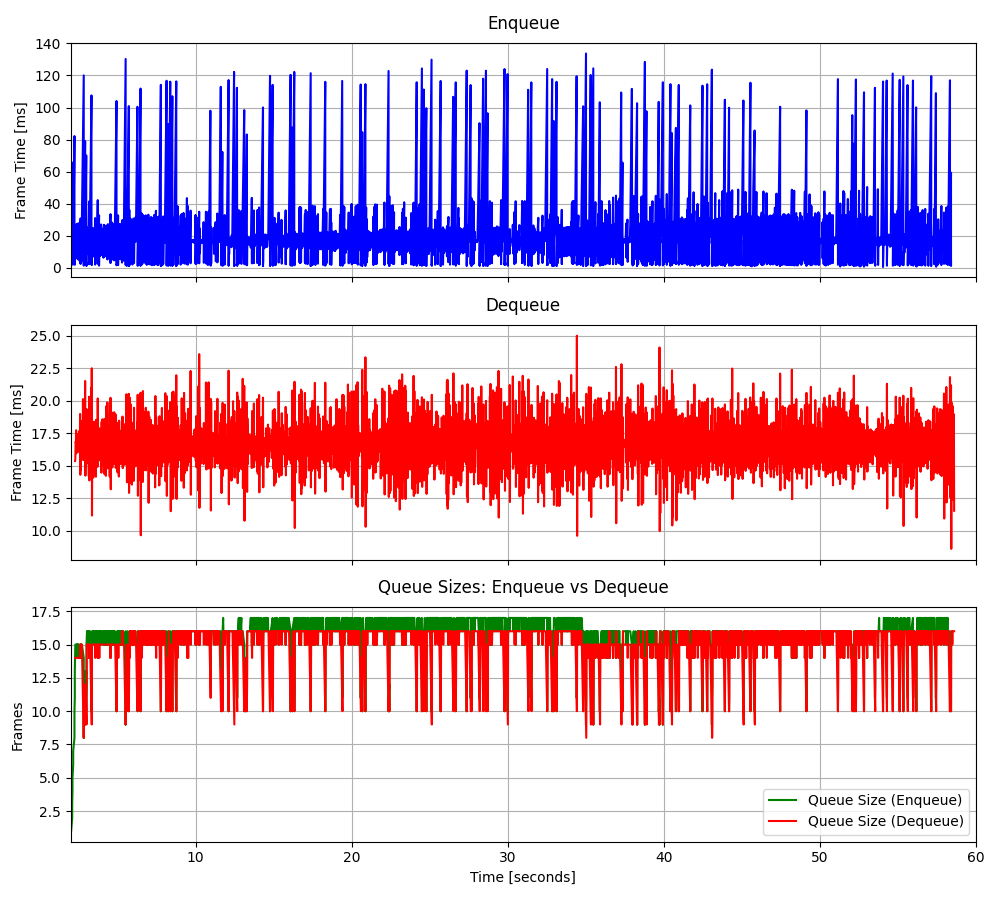 Enqueue
140
120
100
80
60
40
20
0
Frame Time [ms]
Dequeue
25.0
22.5
20.0
17.5
15.0
12.5
10.0
Frame Time [ms]
Queue Sizes: Enqueue vs Dequeue
17.5
15.0
12.5
10.0
7.5
5.0
2.5
Frames
Queue Size (Enqueue)
Queue Size (Dequeue)
10 20 30 40 50 60
Time [seconds]